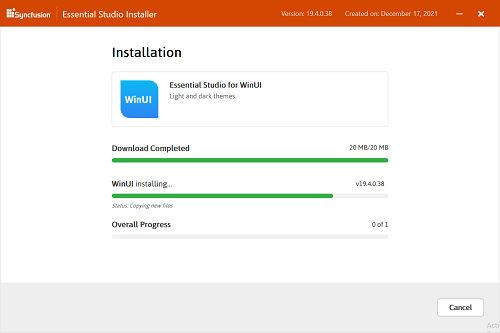 Syncfusion Essential Studio Installer Version: 19.4.0.38 Created on: December 17, 2021
Installation
WinUI
Essential Studio for WinUI
Light and dark themes.
Download Completed 20 MB/20 MB
WinUI installing... v19.4.0.38
Status: Copying new files
Overall Progress 0 of 1
Cancel
Acti